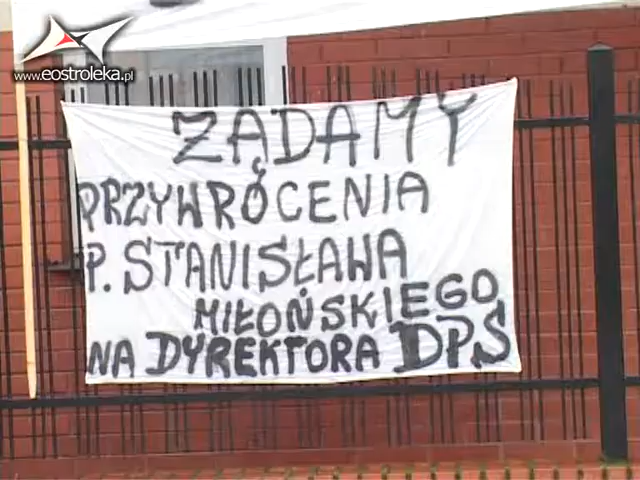 www.eostroleka.pl
ŻĄDAMY
PRZYWRÓCENIA
P. STANISŁAWA
MIŁOŃSKIEGO
NA DYREKTORA DPS